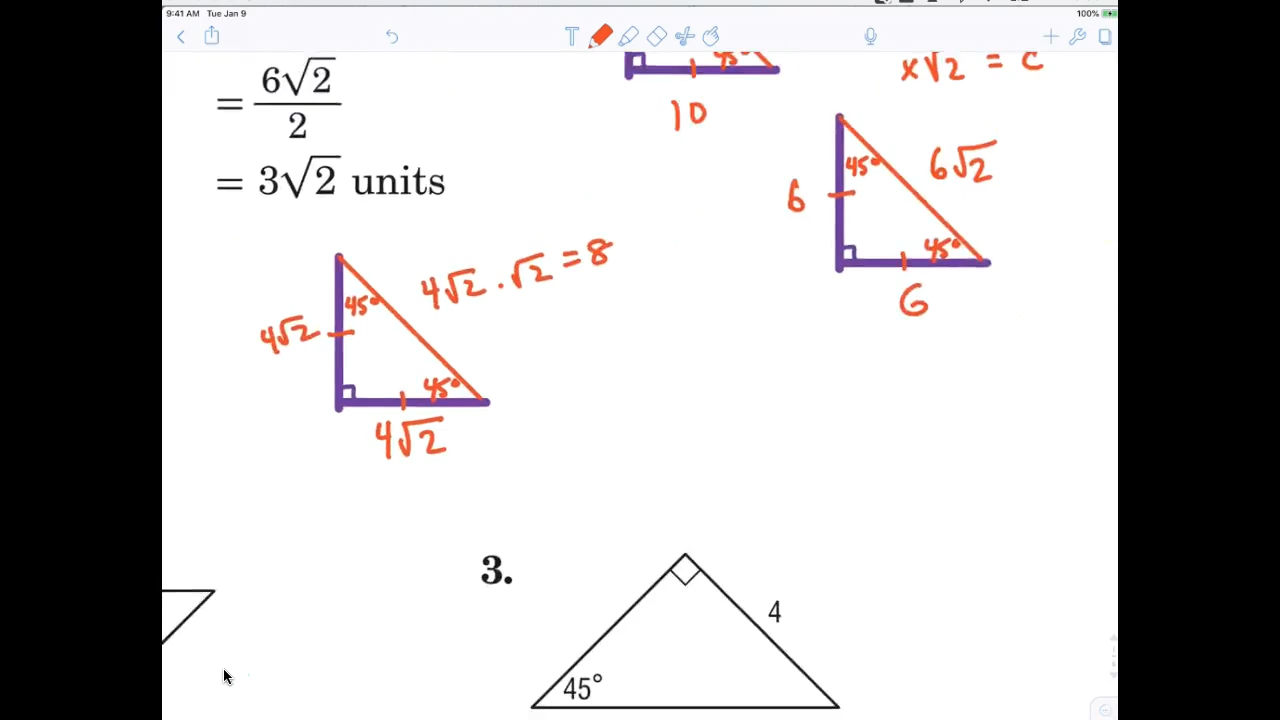 9:41 AM Tue Jan 9
100%
T
= 6√2 / 2
= 3√2 units
45°
10
x√2 = c
45°
6√2
6
45°
6
4√2 · √2 = 8
45°
4√2
45°
4√2
3.
4
45°